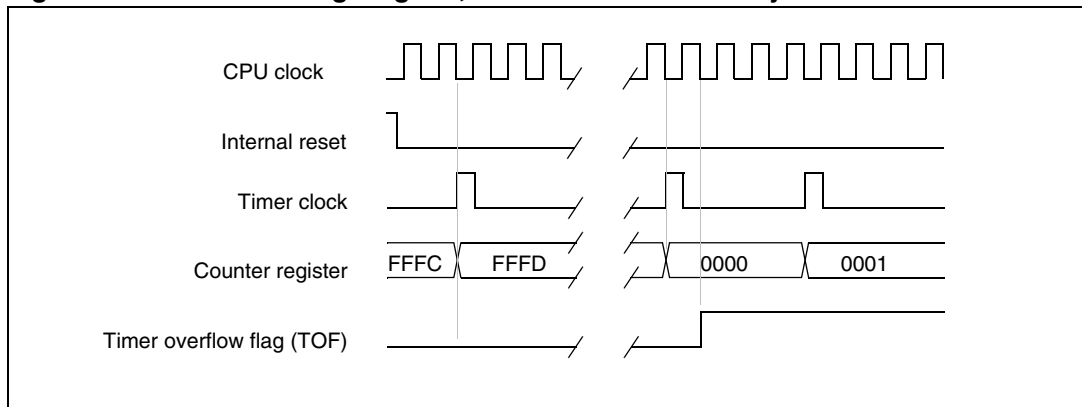 CPU clock
Internal reset
Timer clock
Counter register FFFC FFFD 0000 0001
Timer overflow flag (TOF)